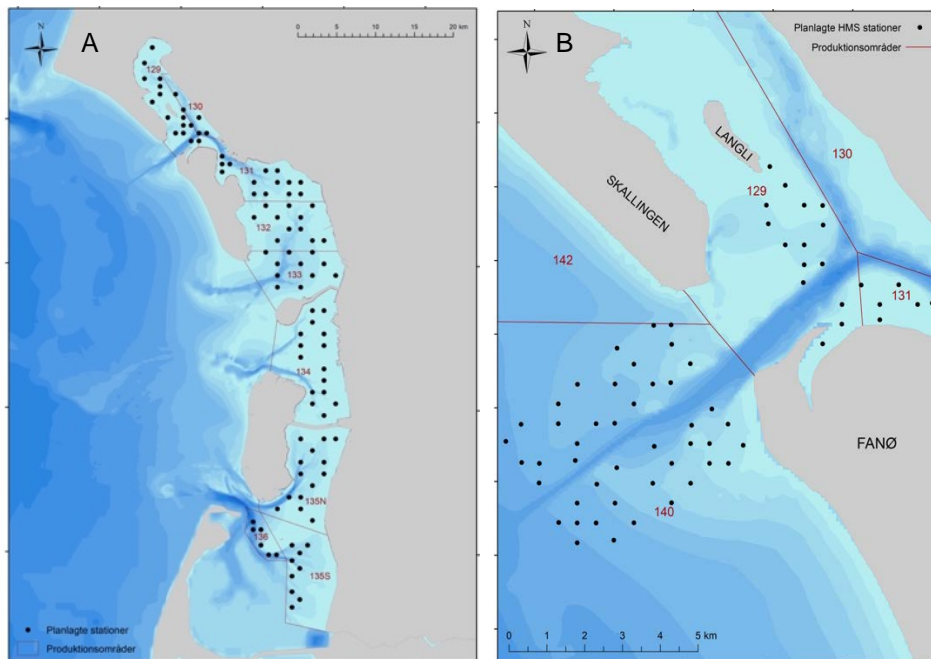 A
N
0 5 10 20 km
129
130
131
132
133
134
135N
136
135S
Planlagte stationer
Produktionsområder
B
N
Planlagte HMS stationer
Produktionsområder
LANGLI
SKALLINGEN
129
130
142
131
FANØ
140
0 1 2 3 4 5 km